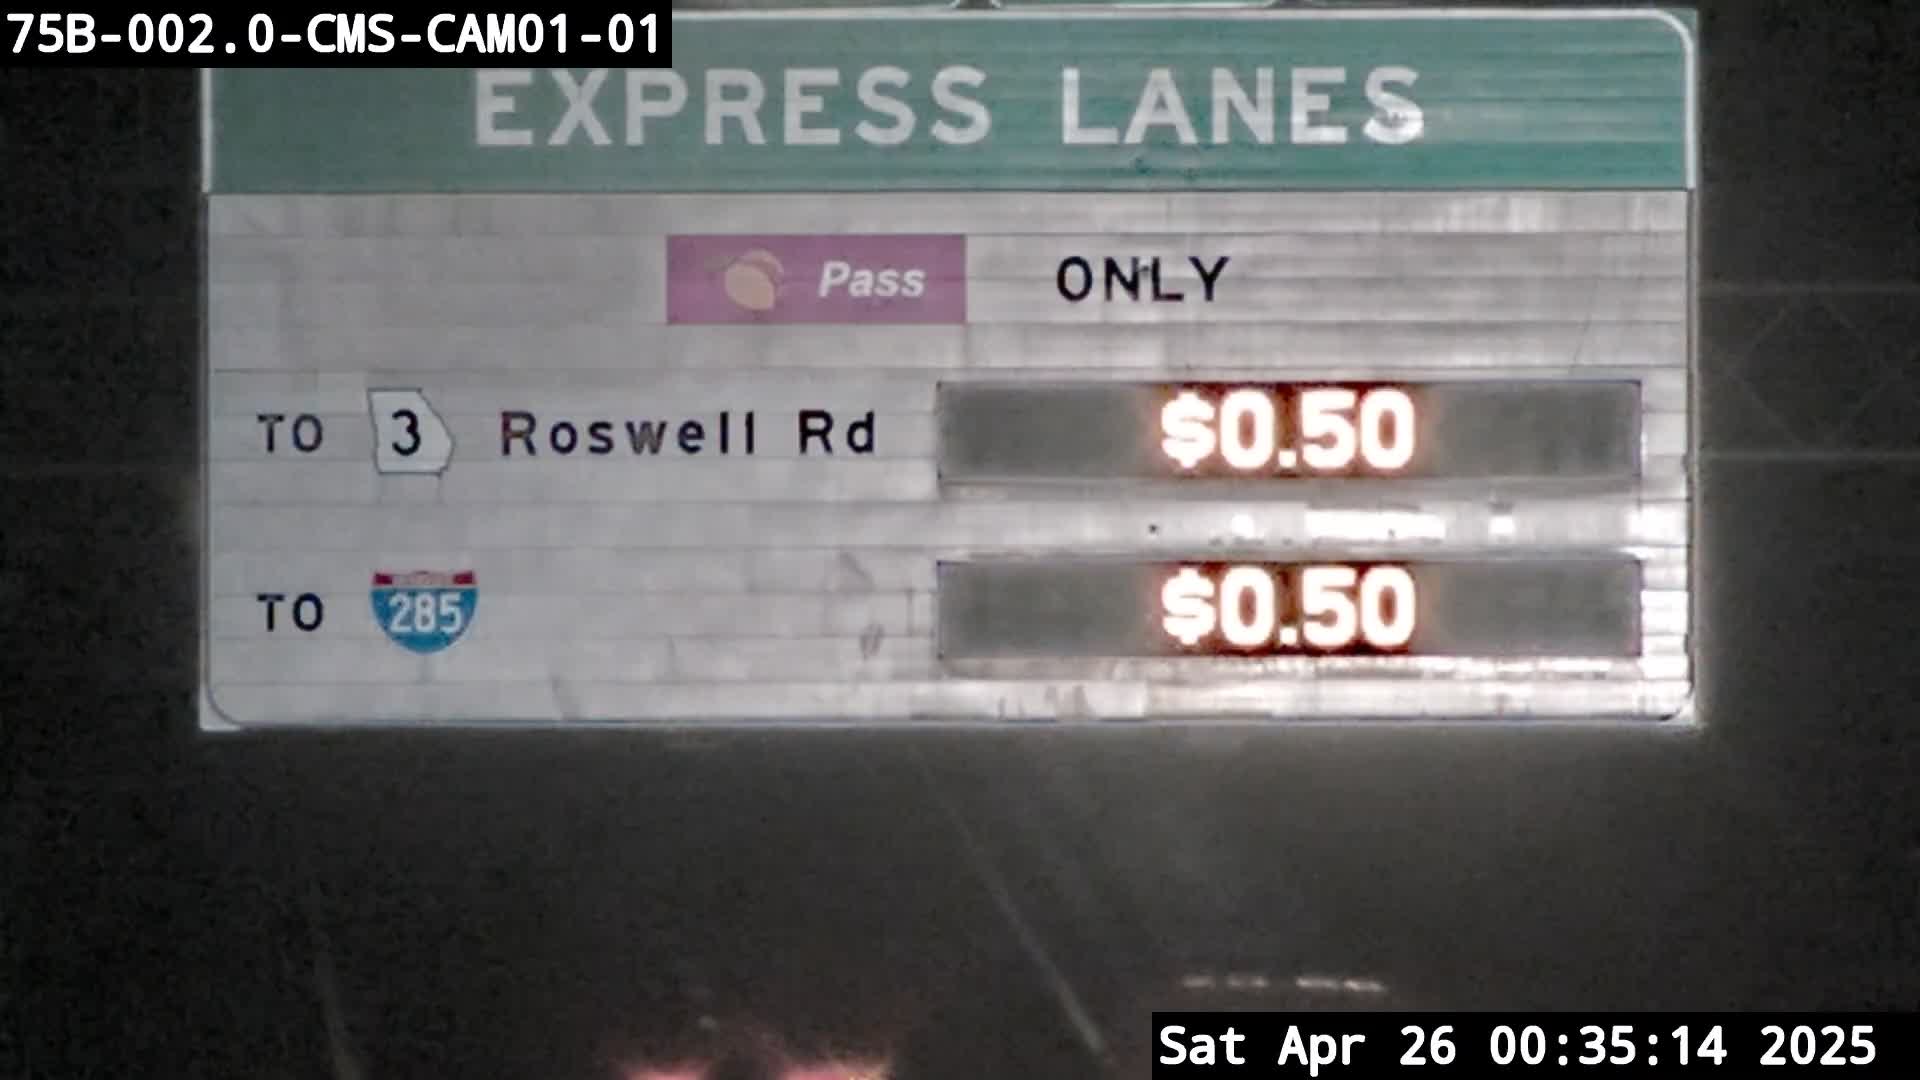 75B-002.0-CMS-CAM01-01
EXPRESS LANES
Pass ONLY
TO 3 Roswell Rd $0.50
TO 285 $0.50
Sat Apr 26 00:35:14 2025